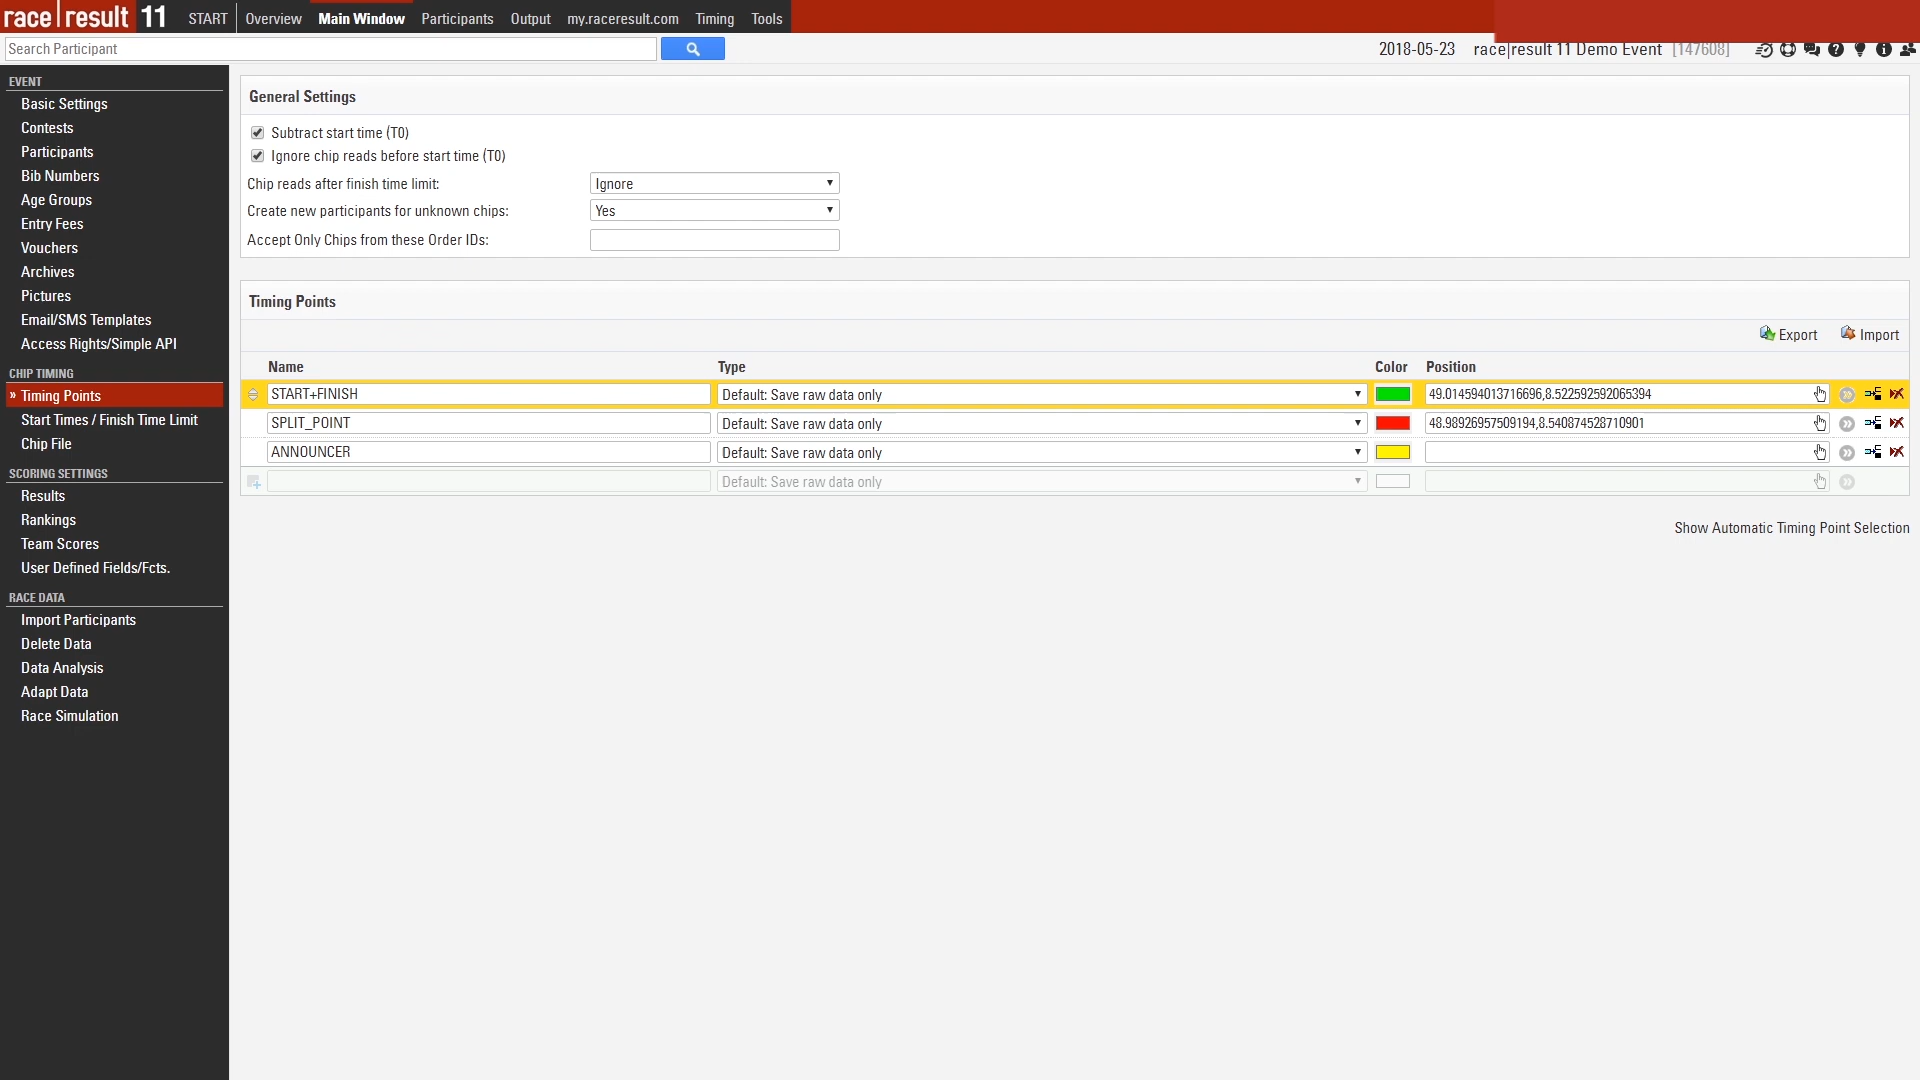 race|result 11
START Overview Main Window Participants Output my.raceresult.com Timing Tools
Search Participant
2018-05-23 race|result 11 Demo Event [147608]
EVENT
Basic Settings
Contests
Participants
Bib Numbers
Age Groups
Entry Fees
Vouchers
Archives
Pictures
Email/SMS Templates
Access Rights/Simple API
CHIP TIMING
» Timing Points
Start Times / Finish Time Limit
Chip File
SCORING SETTINGS
Results
Rankings
Team Scores
User Defined Fields/Fcts.
RACE DATA
Import Participants
Delete Data
Data Analysis
Adapt Data
Race Simulation
General Settings
Subtract start time (T0)
Ignore chip reads before start time (T0)
Chip reads after finish time limit: Ignore
Create new participants for unknown chips: Yes
Accept Only Chips from these Order IDs:
Timing Points
Export Import
Name Type Color Position
START+FINISH Default: Save raw data only 49.014594013716696,8.522592592065394
SPLIT_POINT Default: Save raw data only 48.98926957509194,8.540874528710901
ANNOUNCER Default: Save raw data only
Default: Save raw data only
Show Automatic Timing Point Selection